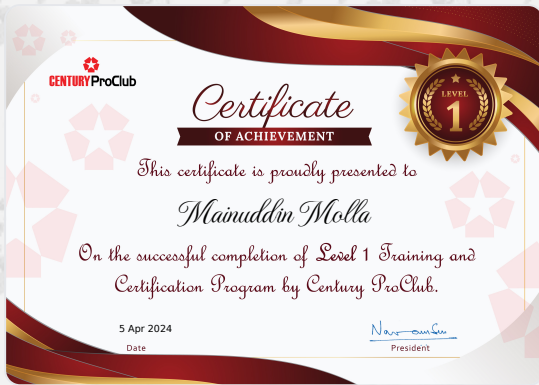 CENTURY ProClub
Certificate
OF ACHIEVEMENT
LEVEL
1
This certificate is proudly presented to
Mainuddin Molla
On the successful completion of Level 1 Training and
Certification Program by Century ProClub.
5 Apr 2024
Date
President